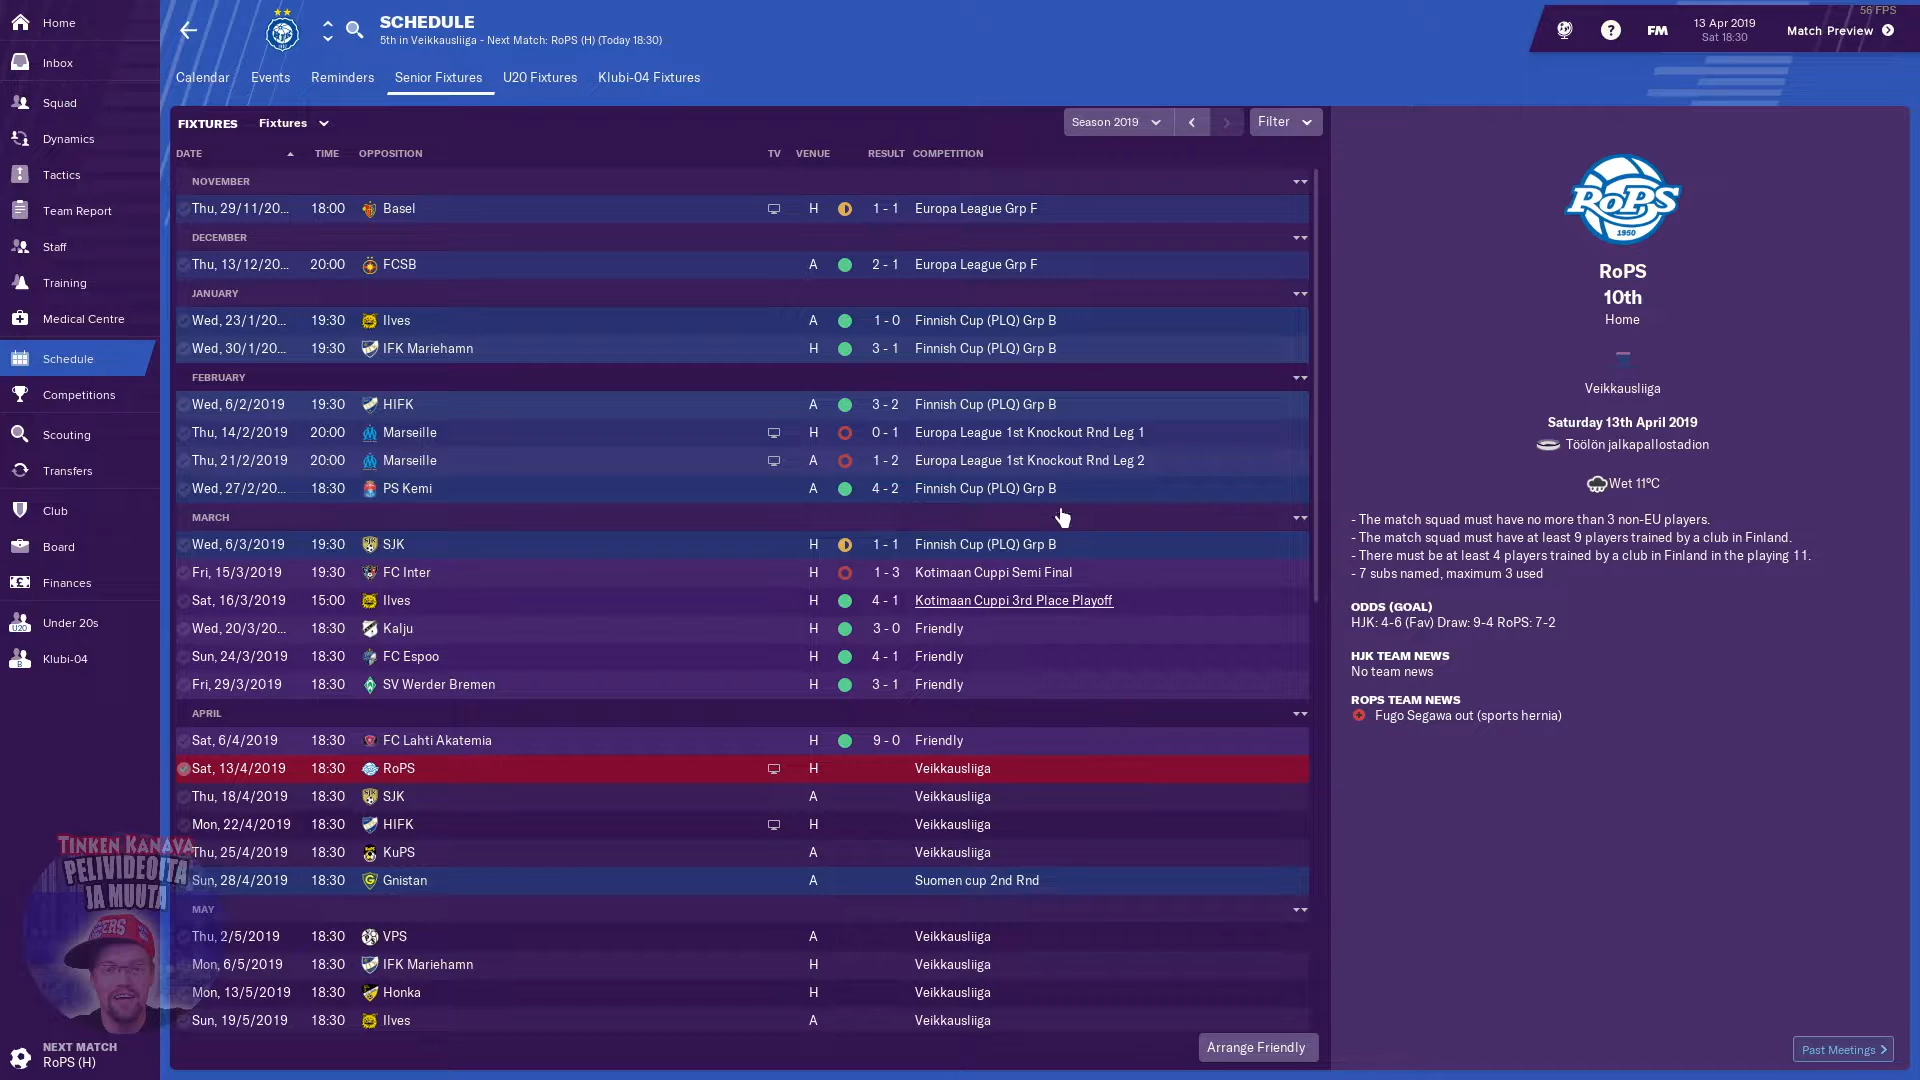 Home
Inbox
Squad
Dynamics
Tactics
Team Report
Staff
Training
Medical Centre
Schedule
Competitions
Scouting
Transfers
Club
Board
Finances
Under 20s
Klubi-04
TINKEN KANAVA
PELIVIDEOITA
JA MUUTA
NEXT MATCH
RoPS (H)
SCHEDULE
5th in Veikkausliiga - Next Match: RoPS (H) (Today 18:30)
56 FPS
FM
13 Apr 2019
Sat 18:30
Match Preview
Calendar Events Reminders Senior Fixtures U20 Fixtures Klubi-04 Fixtures
FIXTURES Fixtures Season 2019 Filter
DATE TIME OPPOSITION TV VENUE RESULT COMPETITION
NOVEMBER
Thu, 29/11/20... 18:00 Basel H 1 - 1 Europa League Grp F
DECEMBER
Thu, 13/12/20... 20:00 FCSB A 2 - 1 Europa League Grp F
JANUARY
Wed, 23/1/20... 19:30 Ilves A 1 - 0 Finnish Cup (PLQ) Grp B
Wed, 30/1/20... 19:30 IFK Mariehamn H 3 - 1 Finnish Cup (PLQ) Grp B
FEBRUARY
Wed, 6/2/2019 19:30 HIFK A 3 - 2 Finnish Cup (PLQ) Grp B
Thu, 14/2/2019 20:00 Marseille H 0 - 1 Europa League 1st Knockout Rnd Leg 1
Thu, 21/2/2019 20:00 Marseille A 1 - 2 Europa League 1st Knockout Rnd Leg 2
Wed, 27/2/20... 18:30 PS Kemi A 4 - 2 Finnish Cup (PLQ) Grp B
MARCH
Wed, 6/3/2019 19:30 SJK H 1 - 1 Finnish Cup (PLQ) Grp B
Fri, 15/3/2019 19:30 FC Inter H 1 - 3 Kotimaan Cuppi Semi Final
Sat, 16/3/2019 15:00 Ilves H 4 - 1 Kotimaan Cuppi 3rd Place Playoff
Wed, 20/3/20... 18:30 Kalju H 3 - 0 Friendly
Sun, 24/3/2019 18:30 FC Espoo H 4 - 1 Friendly
Fri, 29/3/2019 18:30 SV Werder Bremen H 3 - 1 Friendly
APRIL
Sat, 6/4/2019 18:30 FC Lahti Akatemia H 9 - 0 Friendly
Sat, 13/4/2019 18:30 RoPS H Veikkausliiga
Thu, 18/4/2019 18:30 SJK A Veikkausliiga
Mon, 22/4/2019 18:30 HIFK H Veikkausliiga
Thu, 25/4/2019 18:30 KuPS A Veikkausliiga
Sun, 28/4/2019 18:30 Gnistan A Suomen cup 2nd Rnd
MAY
Thu, 2/5/2019 18:30 VPS A Veikkausliiga
Mon, 6/5/2019 18:30 IFK Mariehamn H Veikkausliiga
Mon, 13/5/2019 18:30 Honka H Veikkausliiga
Sun, 19/5/2019 18:30 Ilves A Veikkausliiga
Arrange Friendly
RoPS
1950
RoPS
10th
Home
Veikkausliiga
Saturday 13th April 2019
Töölön jalkapallostadion
Wet 11°C
- The match squad must have no more than 3 non-EU players.
- The match squad must have at least 9 players trained by a club in Finland.
- There must be at least 4 players trained by a club in Finland in the playing 11.
- 7 subs named, maximum 3 used
ODDS (GOAL)
HJK: 4-6 (Fav) Draw: 9-4 RoPS: 7-2
HJK TEAM NEWS
No team news
ROPS TEAM NEWS
Fugo Segawa out (sports hernia)
Past Meetings